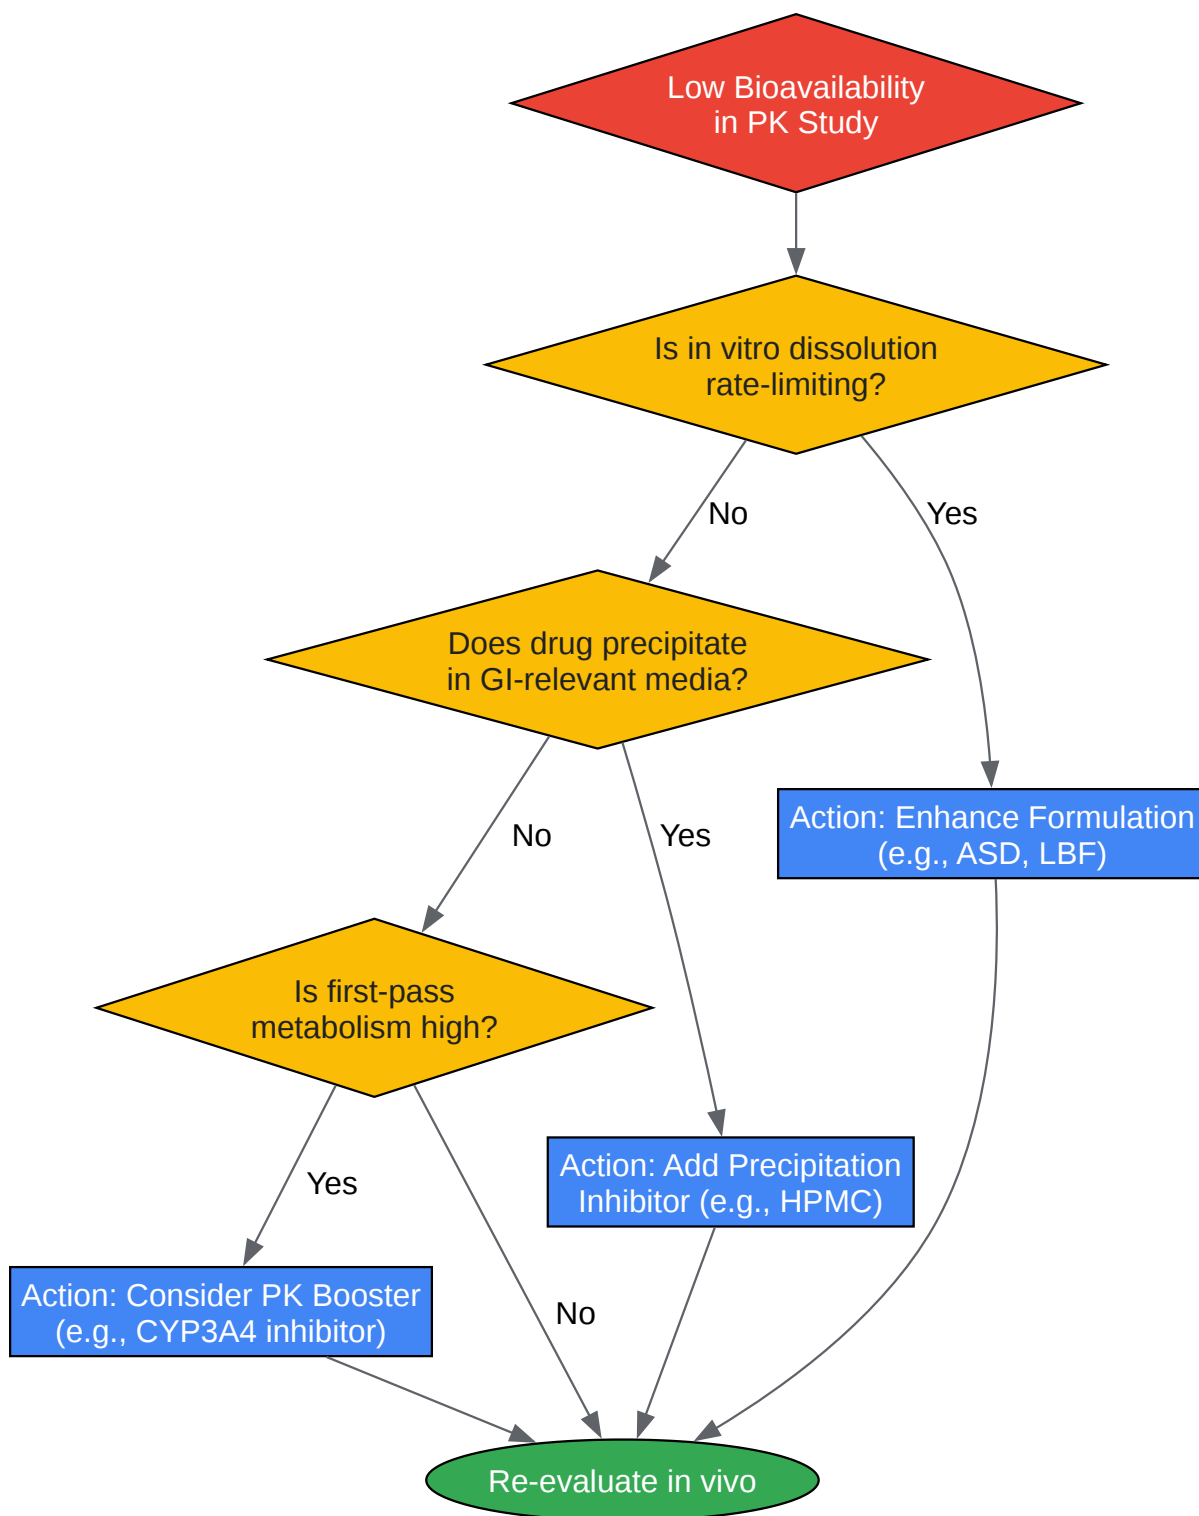 Low Bioavailability
in PK Study
Is in vitro dissolution
rate-limiting?
No
Yes
Does drug precipitate
in GI-relevant media?
Action: Enhance Formulation
(e.g., ASD, LBF)
No
Yes
Is first-pass
metabolism high?
Action: Add Precipitation
Inhibitor (e.g., HPMC)
Yes
No
Action: Consider PK Booster
(e.g., CYP3A4 inhibitor)
Re-evaluate in vivo